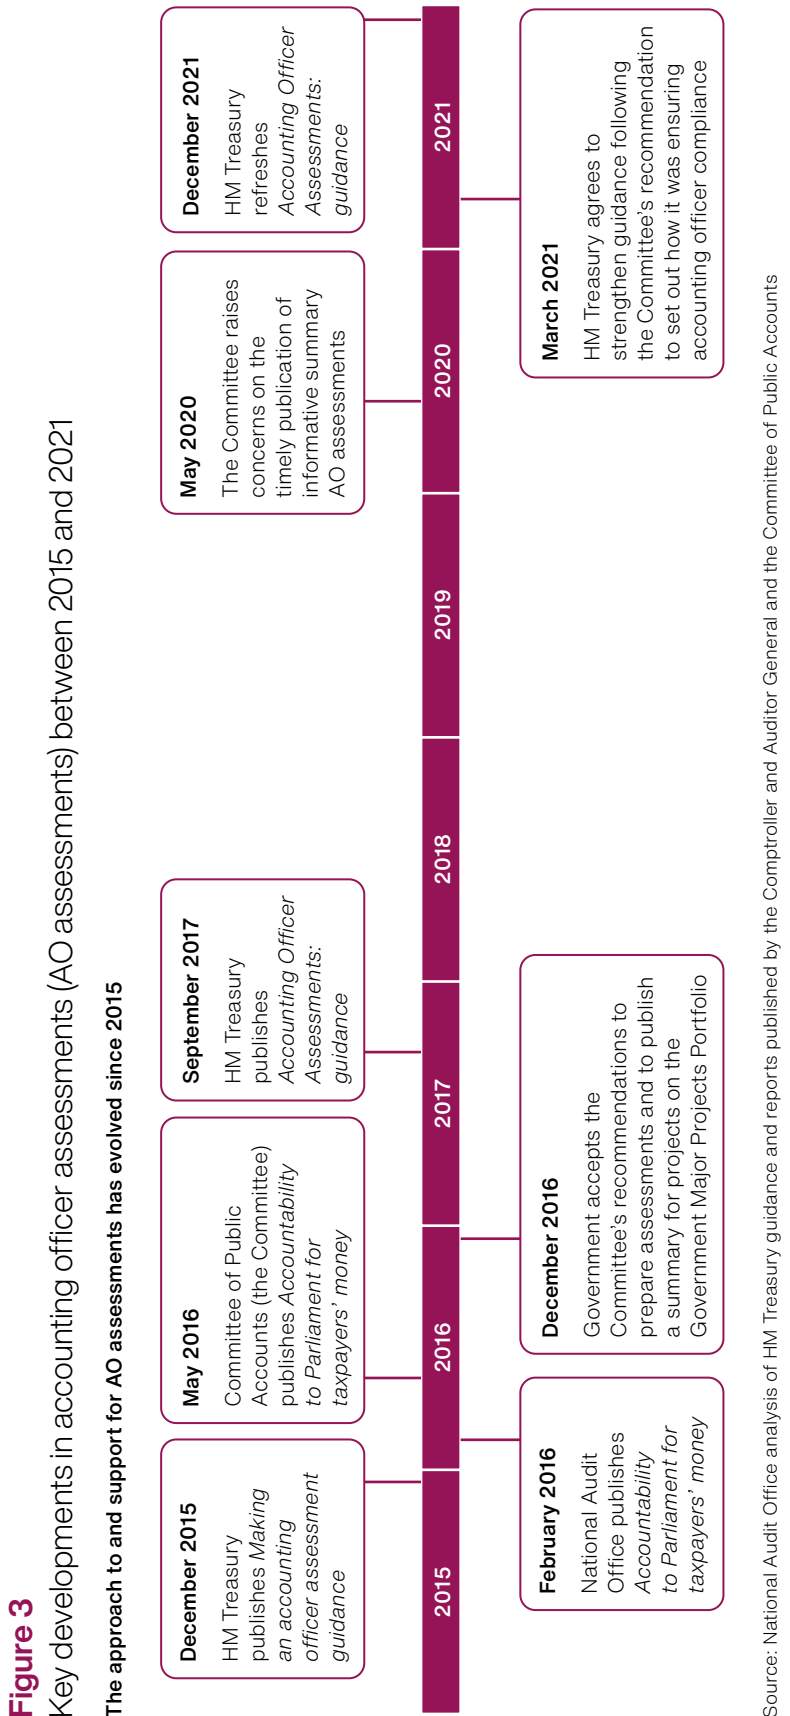 Figure 3
Key developments in accounting officer assessments (AO assessments) between 2015 and 2021
The approach to and support for AO assessments has evolved since 2015
December 2015
HM Treasury
publishes Making
an accounting
officer assessment
guidance
May 2016
Committee of Public
Accounts (the Committee)
publishes Accountability
to Parliament for
taxpayers’ money
September 2017
HM Treasury
publishes
Accounting Officer
Assessments:
guidance
May 2020
The Committee raises
concerns on the
timely publication of
informative summary
AO assessments
December 2021
HM Treasury
refreshes
Accounting Officer
Assessments:
guidance
2015
2016
2017
2018
2019
2020
2021
February 2016
National Audit
Office publishes
Accountability
to Parliament for
taxpayers’ money
December 2016
Government accepts the
Committee’s recommendations to
prepare assessments and to publish
a summary for projects on the
Government Major Projects Portfolio
March 2021
HM Treasury agrees to
strengthen guidance following
the Committee’s recommendation
to set out how it was ensuring
accounting officer compliance
Source: National Audit Office analysis of HM Treasury guidance and reports published by the Comptroller and Auditor General and the Committee of Public Accounts